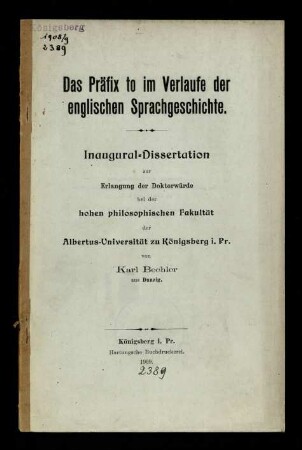 Königsberg
1908/9
2389
Das Präfix to im Verlaufe der
englischen Sprachgeschichte.
Inaugural-Dissertation
zur
Erlangung der Doktorwürde
bei der
hohen philosophischen Fakultät
der
Albertus-Universität zu Königsberg i. Pr.
von
Karl Bechler
aus Danzig.
Königsberg i. Pr.
Hartungsche Buchdruckerei.
2389